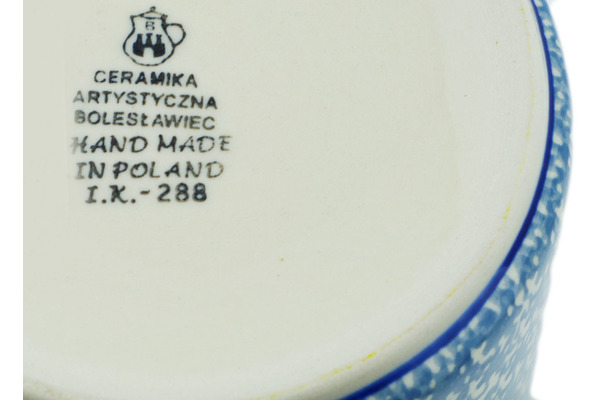 B
CERAMIKA
ARTYSTYCZNA
BOLESŁAWIEC
HAND MADE
IN POLAND
I.K.-288